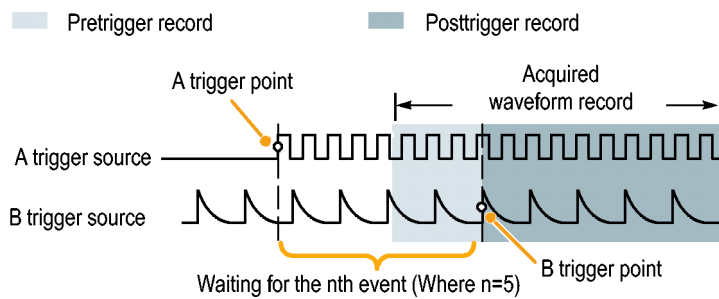 Pretrigger record
Posttrigger record
A trigger point
Acquired
waveform record
A trigger source
B trigger source
B trigger point
Waiting for the nth event (Where n=5)